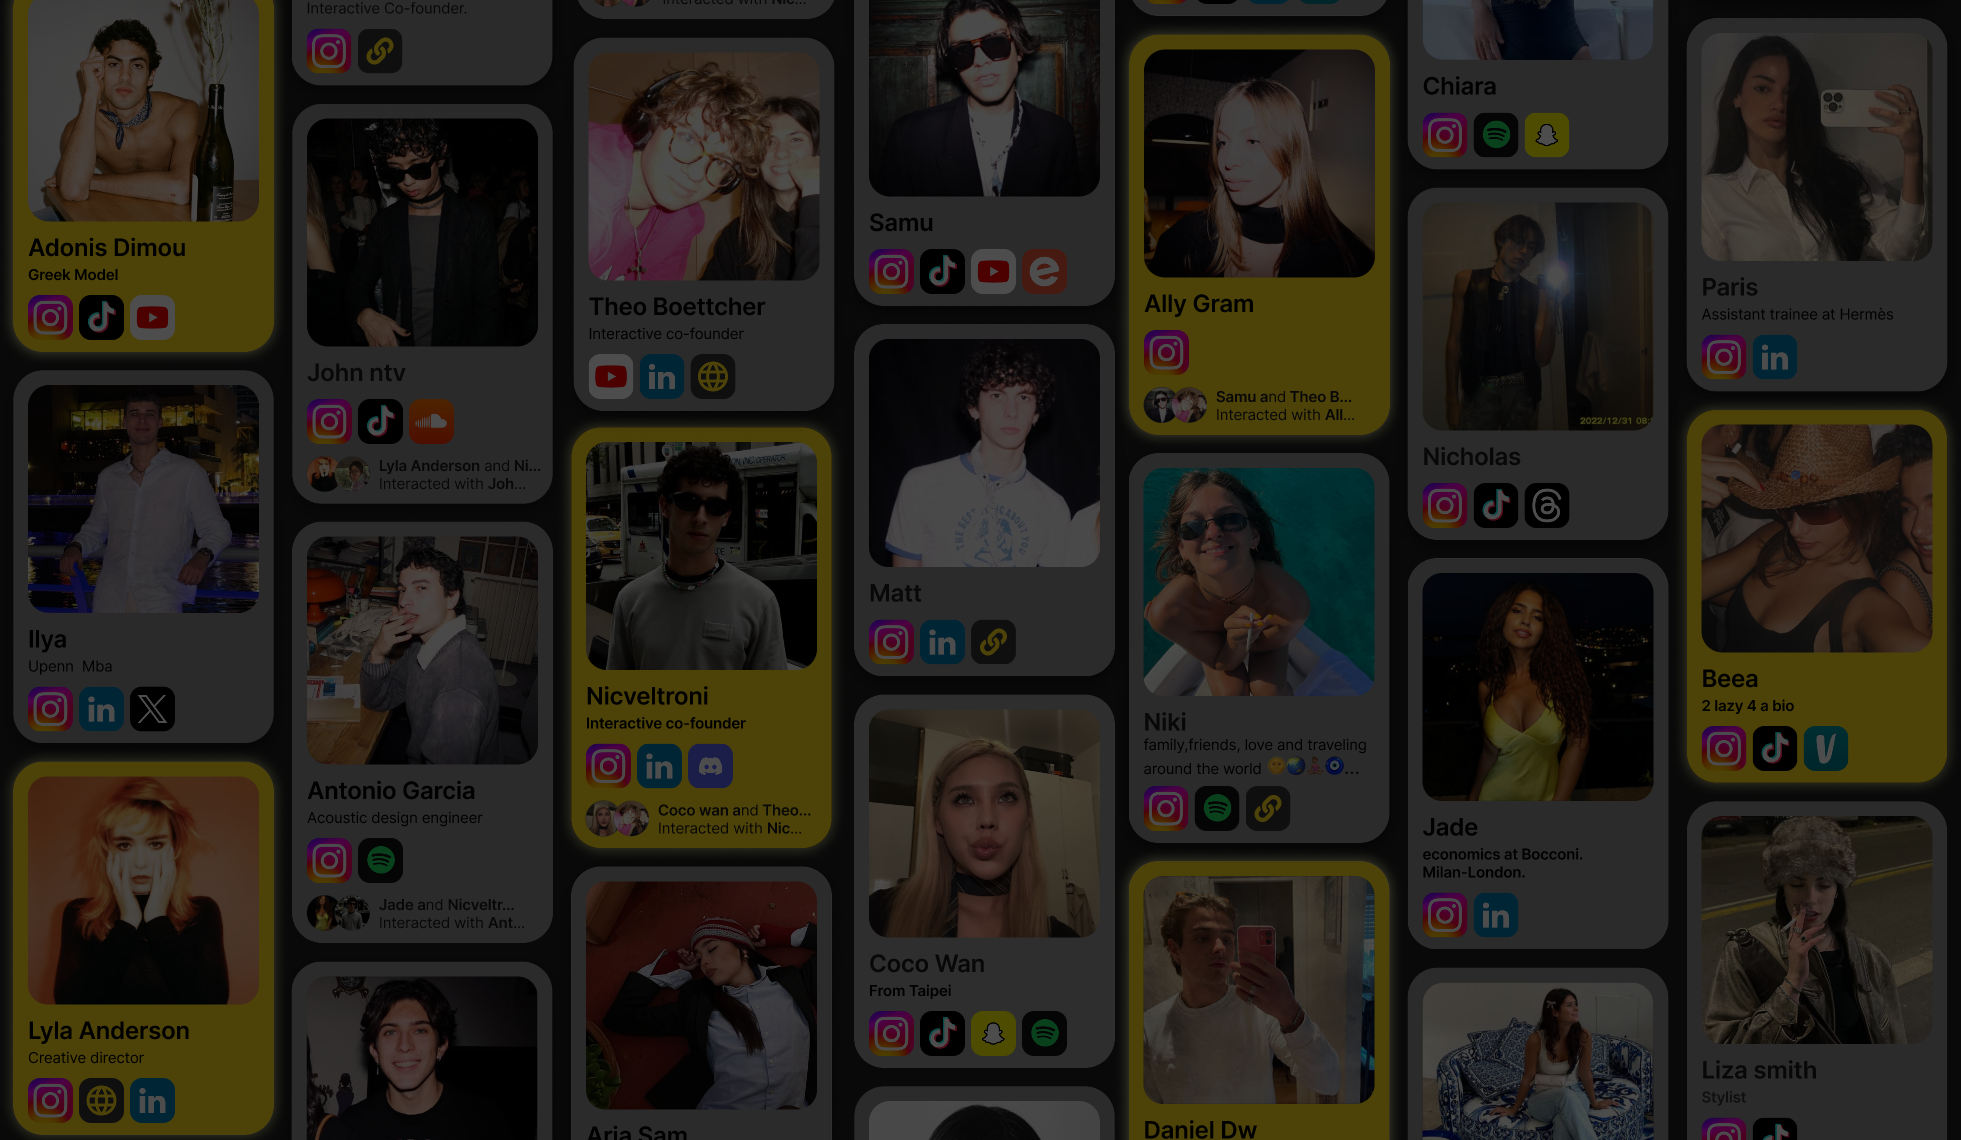 Adonis Dimou
Greek Model
Ilya
Upenn Mba
Lyla Anderson
Creative director
Interactive Co-founder.
John ntv
Lyla Anderson and Ni...
Interacted with Joh...
Antonio Garcia
Acoustic design engineer
Jade and Nicveltr...
Interacted with Ant...
Interacted with Nic...
Theo Boettcher
Interactive co-founder
Nicveltroni
Interactive co-founder
Coco wan and Theo...
Interacted with Nic...
Aria Sam
Samu
Matt
Coco Wan
From Taipei
Ally Gram
Samu and Theo B...
Interacted with All...
Niki
family,friends, love and traveling
around the world 🌞🌏🤽🏼🧿...
Daniel Dw
Chiara
2022/12/31 08:
Nicholas
Jade
economics at Bocconi.
Milan-London.
Paris
Assistant trainee at Hermès
Beea
2 lazy 4 a bio
Liza smith
Stylist